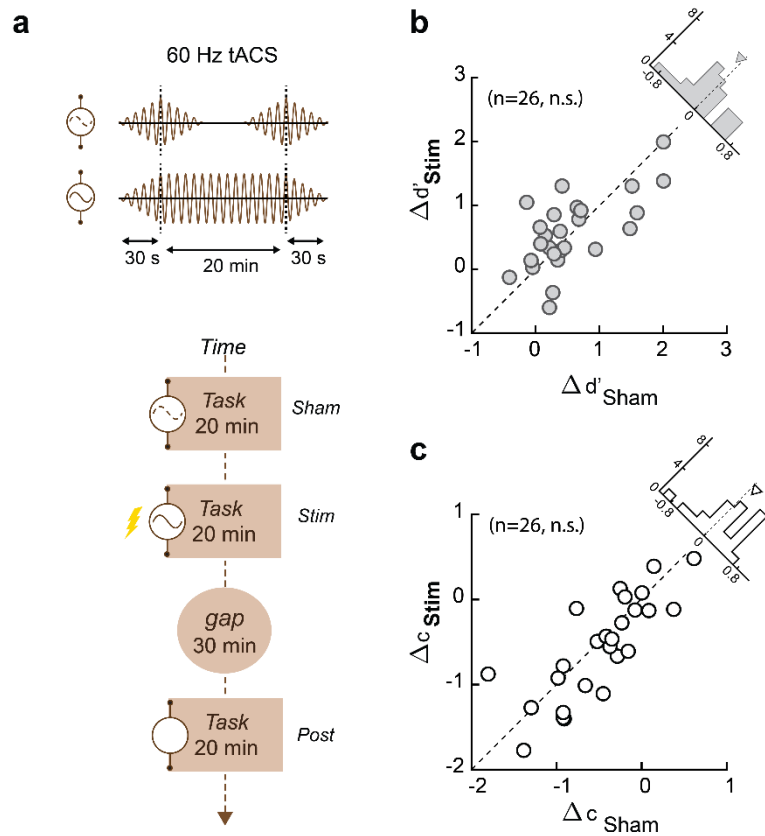 a
60 Hz tACS
30 s
20 min
30 s
Time
Task
20 min
Sham
Task
20 min
Stim
gap
30 min
Task
20 min
Post
b
(n=26, n.s.)
Δd'Stim
3
2
1
0
-1
-1
0
1
2
3
Δd'Sham
8
4
0
-0.8
0
0.8
c
(n=26, n.s.)
Δc Stim
1
0
-1
-2
-2
-1
0
1
Δc Sham
8
4
0
-0.8
0
0.8